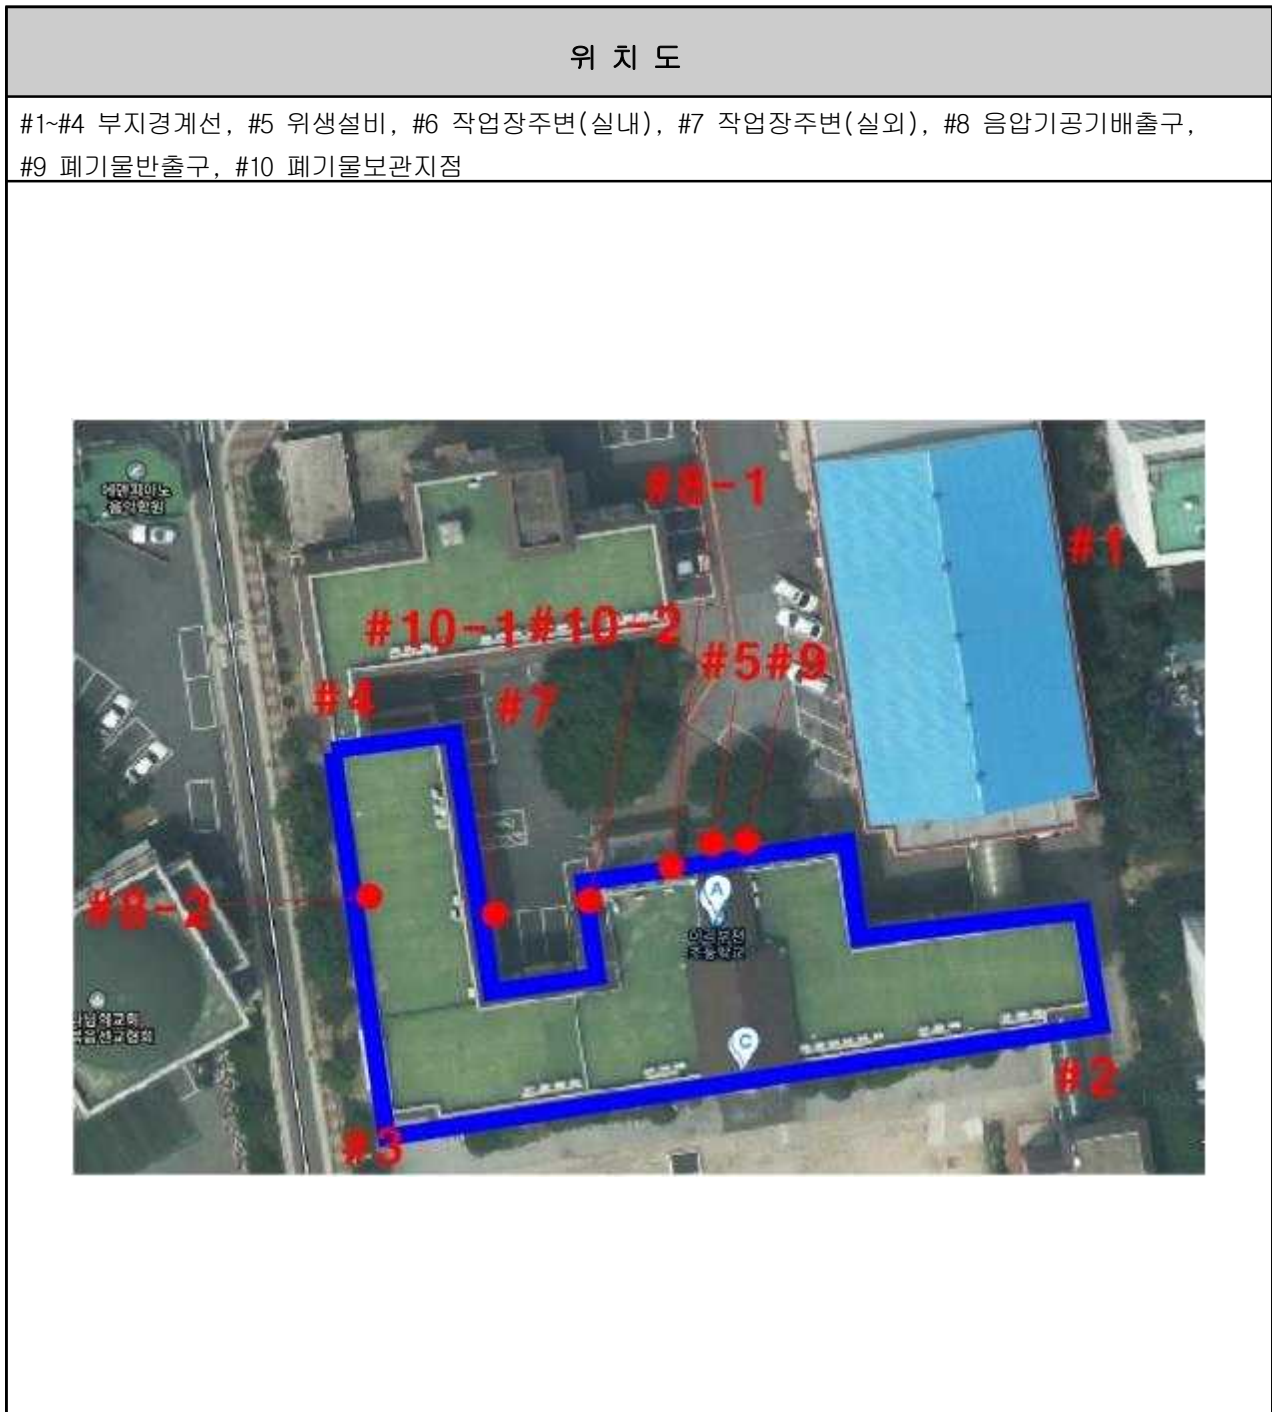 위 치 도
#1~#4 부지경계선, #5 위생설비, #6 작업장주변(실내), #7 작업장주변(실외), #8 음압기공기배출구,
#9 폐기물반출구, #10 폐기물보관지점
#8-1
#1
#10-1 #10-2
#5 #9
#4
#7
A
#8-2
C
#2
#3